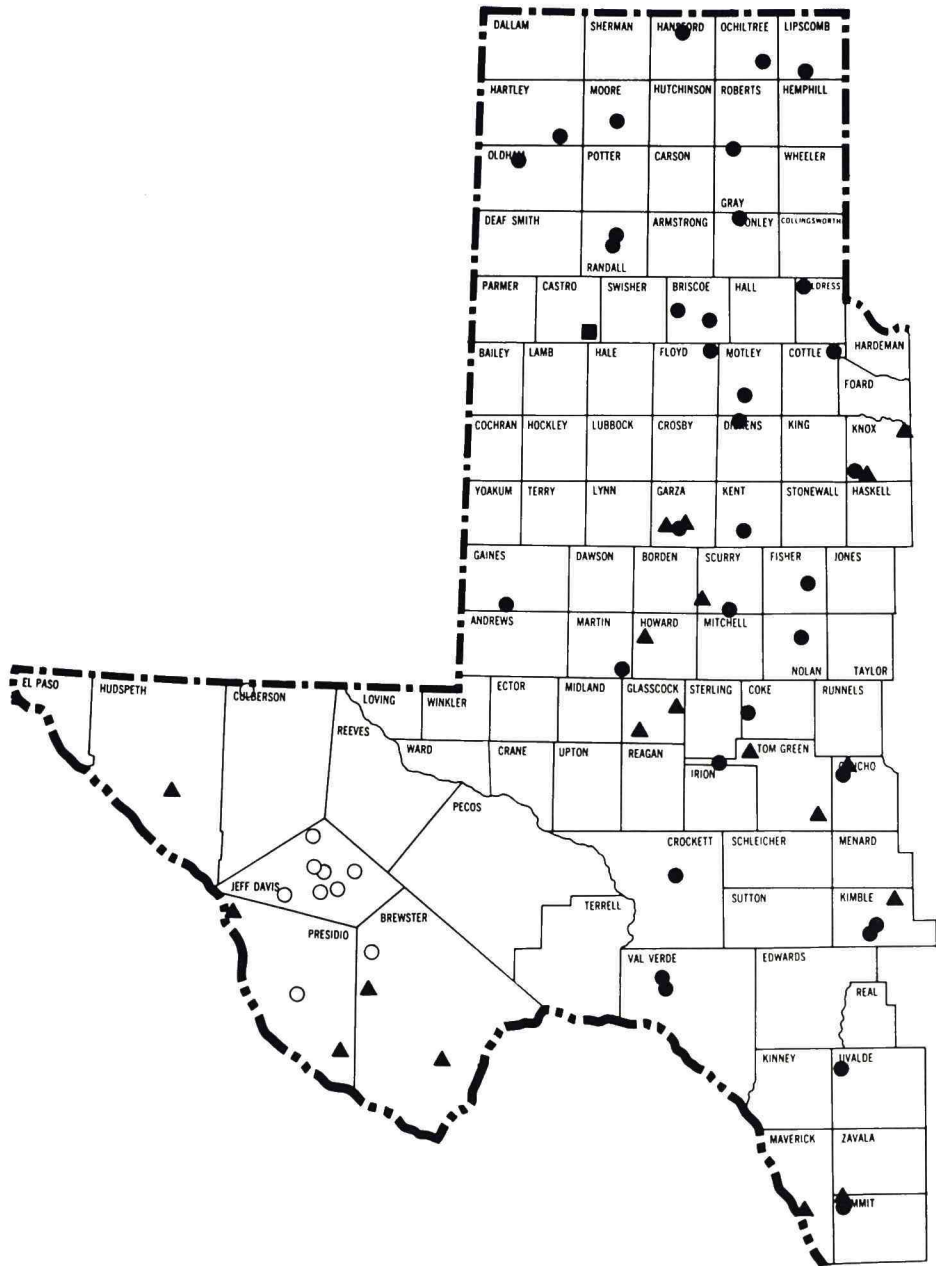 DALLAM SHERMAN HANSFORD OCHILTREE LIPSCOMB
HARTLEY MOORE HUTCHINSON ROBERTS HEMPHILL
OLDHAM POTTER CARSON WHEELER
GRAY
DEAF SMITH ARMSTRONG ONLEY COLLINGSWORTH
RANDALL
PARMER CASTRO SWISHER BRISCOE HALL LDRESS
HARDEMAN
BAILEY LAMB HALE FLOYD MOTLEY COTTLE
FOARD
COCHRAN HOCKLEY LUBBOCK CROSBY DICKENS KING KNOX
YOAKUM TERRY LYNN GARZA KENT STONEWALL HASKELL
GAINES DAWSON BORDEN SCURRY FISHER JONES
ANDREWS MARTIN HOWARD MITCHELL
NOLAN TAYLOR
EL PASO HUDSPETH CULBERSON LOVING WINKLER ECTOR MIDLAND GLASSCOCK STERLING COKE RUNNELS
REEVES WARD CRANE UPTON REAGAN TOM GREEN
IRION CONCHO
PECOS
CROCKETT SCHLEICHER MENARD
JEFF DAVIS BREWSTER TERRELL SUTTON KIMBLE
PRESIDIO
VAL VERDE EDWARDS
REAL
KINNEY UVALDE
MAVERICK ZAVALA
MMIT